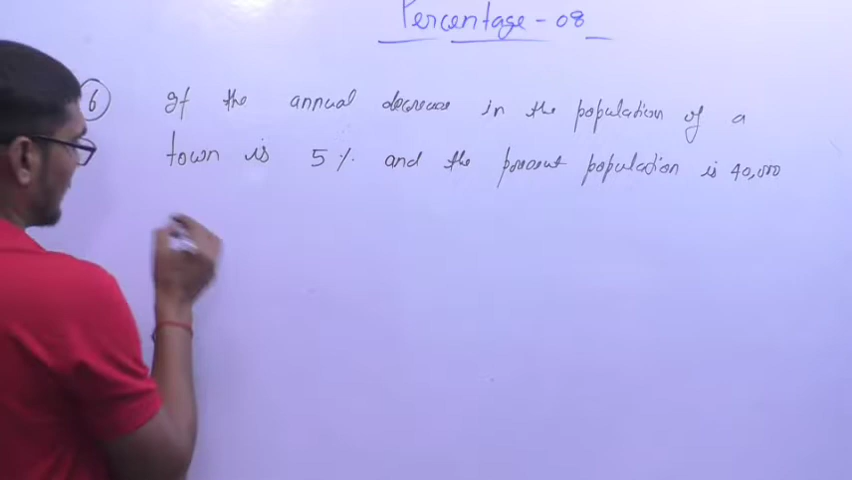 Percentage - 08
6 If the annual decrease in the population of a
town is 5 % and the present population is 40,000